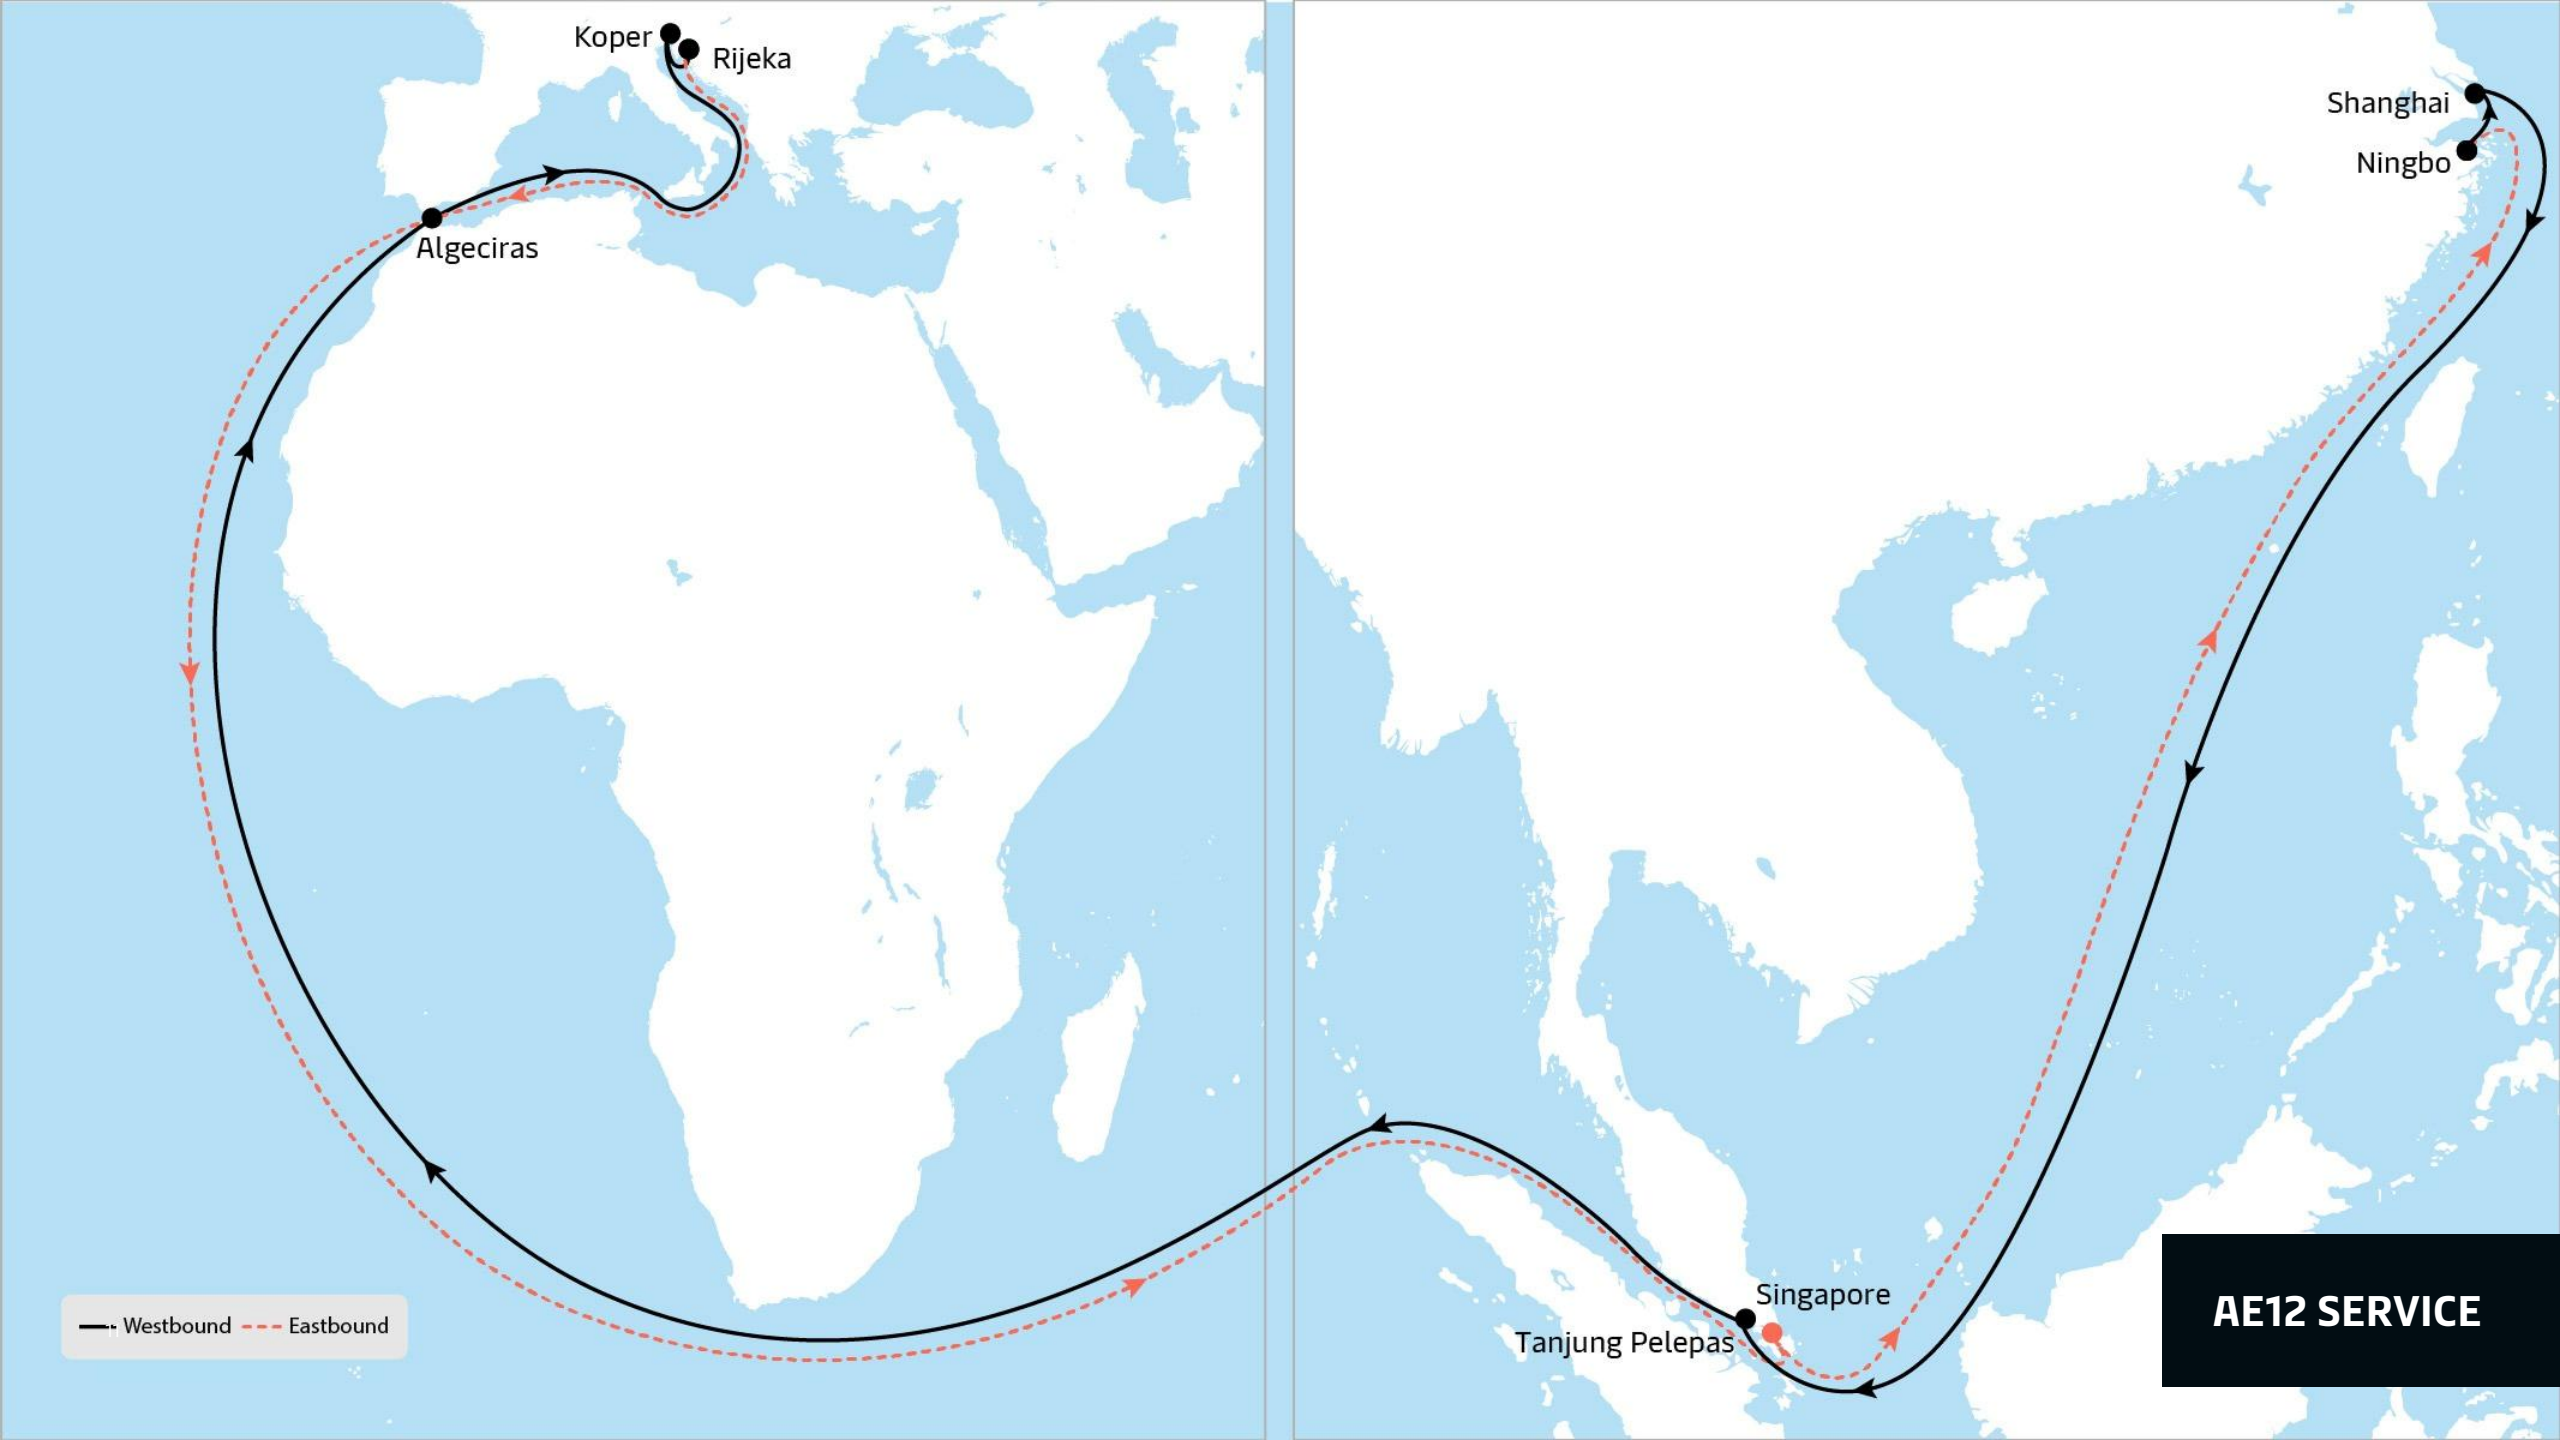 Koper
Rijeka
Shanghai
Ningbo
Algeciras
Singapore
Tanjung Pelepas
Westbound
Eastbound
AE12 SERVICE